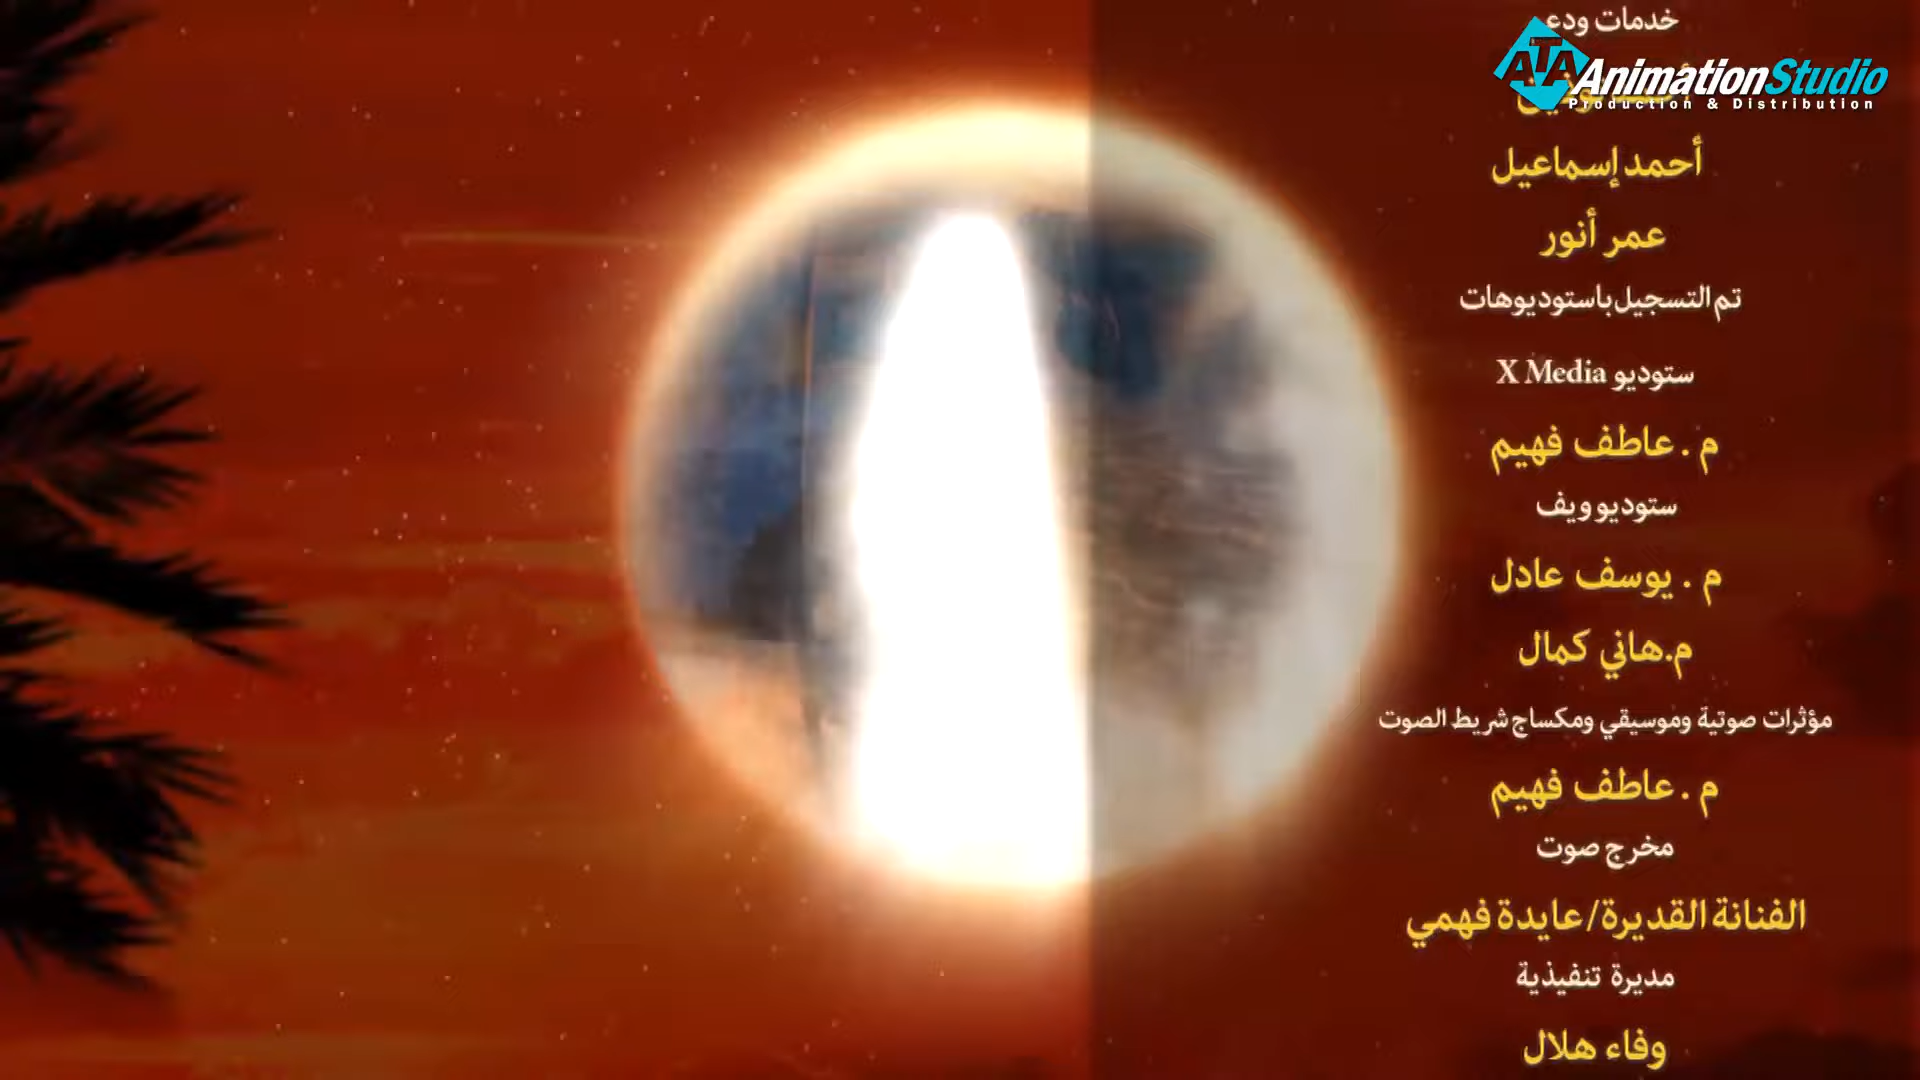 خدمات ودعم
ATA AnimationStudio
Production & Distribution
أحمد إسماعيل
عمر أنور
تم التسجيل باستوديوهات
ستوديو X Media
م . عاطف فهيم
ستوديو ويف
م . يوسف عادل
م.هاني كمال
مؤثرات صوتية وموسيقي ومكساج شريط الصوت
م . عاطف فهيم
مخرج صوت
الفنانة القديرة/عايدة فهمي
مديرة تنفيذية
وفاء هلال